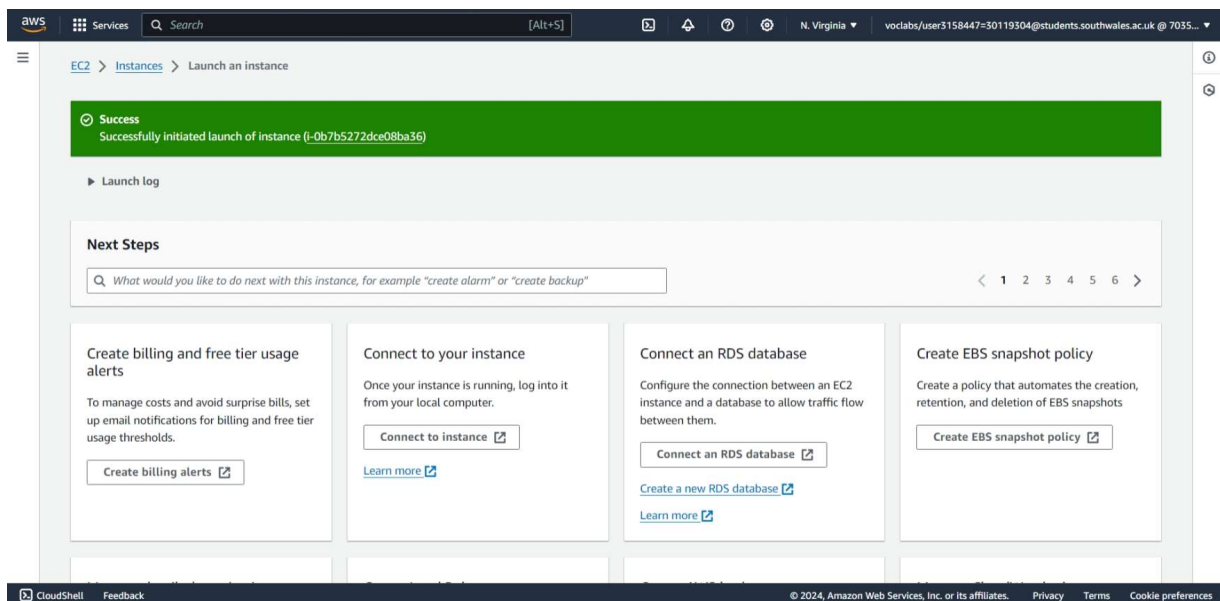 aws
Services
Search [Alt+S]
N. Virginia
voclabs/user3158447=30119304@students.southwales.ac.uk @ 7035...
EC2 > Instances > Launch an instance
Success
Successfully initiated launch of instance (i-0b7b5272dce08ba36)
Launch log
Next Steps
What would you like to do next with this instance, for example "create alarm" or "create backup"
1 2 3 4 5 6
Create billing and free tier usage
alerts
To manage costs and avoid surprise bills, set
up email notifications for billing and free tier
usage thresholds.
Create billing alerts
Connect to your instance
Once your instance is running, log into it
from your local computer.
Connect to instance
Learn more
Connect an RDS database
Configure the connection between an EC2
instance and a database to allow traffic flow
between them.
Connect an RDS database
Create a new RDS database
Learn more
Create EBS snapshot policy
Create a policy that automates the creation,
retention, and deletion of EBS snapshots
Create EBS snapshot policy
CloudShell Feedback
© 2024, Amazon Web Services, Inc. or its affiliates. Privacy Terms Cookie preferences